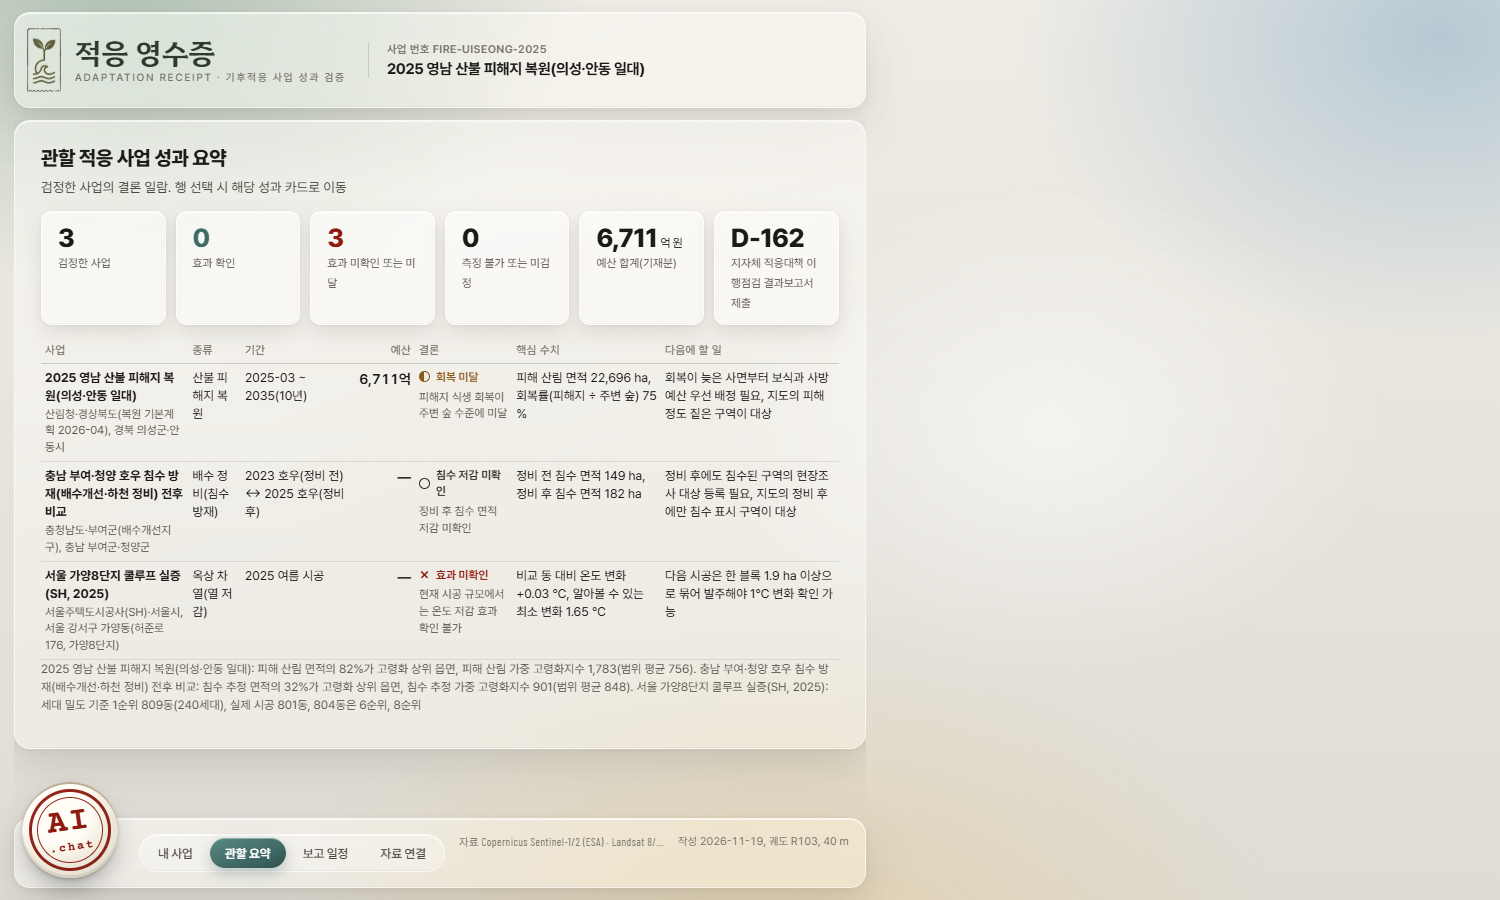 적응 영수증
ADAPTATION RECEIPT · 기후적응 사업 성과 검증
사업 번호 FIRE-UISEONG-2025
2025 영남 산불 피해지 복원(의성·안동 일대)
관할 적응 사업 성과 요약
검정한 사업의 결론 일람. 행 선택 시 해당 성과 카드로 이동
3
검정한 사업
0
효과 확인
3
효과 미확인 또는 미
달
0
측정 불가 또는 미검
정
6,711 억 원
예산 합계(기재분)
D-162
지자체 적응대책 이
행점검 결과보고서
제출
사업 종류 기간 예산 결론 핵심 수치 다음에 할 일
2025 영남 산불 피해지 복
원(의성·안동 일대)
산림청·경상북도(복원 기본계
획 2026-04), 경북 의성군·안
동시
산불 피
해지 복
원
2025-03 ~
2035(10년)
6,711억
회복 미달
피해지 식생 회복이
주변 숲 수준에 미달
피해 산림 면적 22,696 ha,
회복률(피해지 ÷ 주변 숲) 75
%
회복이 늦은 사면부터 보식과 사방
예산 우선 배정 필요, 지도의 피해
정도 짙은 구역이 대상
충남 부여·청양 호우 침수 방
재(배수개선·하천 정비) 전후
비교
충청남도·부여군(배수개선지
구), 충남 부여군·청양군
배수 정
비(침수
방재)
2023 호우(정비 전)
↔ 2025 호우(정비
후)
—
침수 저감 미확
인
정비 후 침수 면적
저감 미확인
정비 전 침수 면적 149 ha,
정비 후 침수 면적 182 ha
정비 후에도 침수된 구역의 현장조
사 대상 등록 필요, 지도의 정비 후
에만 침수 표시 구역이 대상
서울 가양8단지 쿨루프 실증
(SH, 2025)
서울주택도시공사(SH)·서울시,
서울 강서구 가양동(허준로
176, 가양8단지)
옥상 차
열(열 저
감)
2025 여름 시공
—
효과 미확인
현재 시공 규모에서
는 온도 저감 효과
확인 불가
비교 동 대비 온도 변화
+0.03 ℃, 알아볼 수 있는
최소 변화 1.65 ℃
다음 시공은 한 블록 1.9 ha 이상으
로 묶어 발주해야 1℃ 변화 확인 가
능
2025 영남 산불 피해지 복원(의성·안동 일대): 피해 산림 면적의 82%가 고령화 상위 읍면, 피해 산림 가중 고령화지수 1,783(범위 평균 756). 충남 부여·청양 호우 침수 방
재(배수개선·하천 정비) 전후 비교: 침수 추정 면적의 32%가 고령화 상위 읍면, 침수 추정 가중 고령화지수 901(범위 평균 848). 서울 가양8단지 쿨루프 실증(SH, 2025):
세대 밀도 기준 1순위 809동(240세대), 실제 시공 801동, 804동은 6순위, 8순위
AI
.chat
내 사업 관할 요약 보고 일정 자료 연결
자료 Copernicus Sentinel-1/2 (ESA) · Landsat 8/...
작성 2026-11-19, 궤도 R103, 40 m